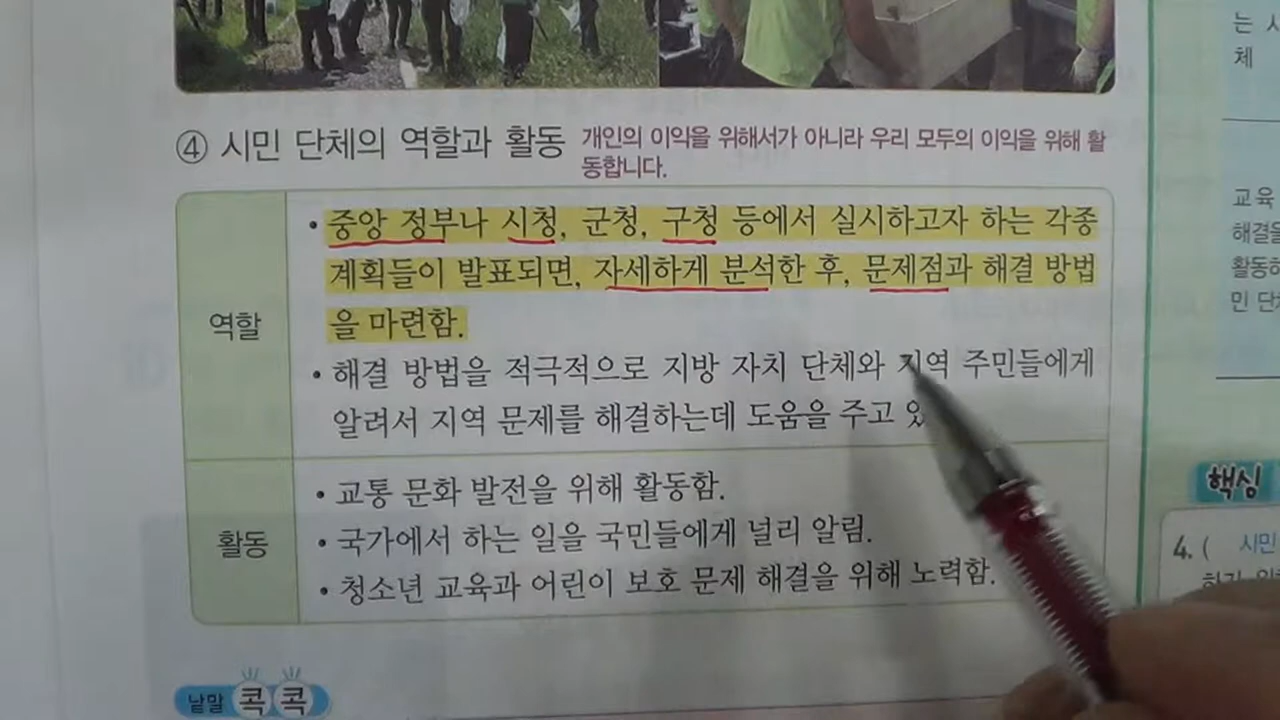 ④ 시민 단체의 역할과 활동 개인의 이익을 위해서가 아니라 우리 모두의 이익을 위해 활
동합니다.
역할
• 중앙 정부나 시청, 군청, 구청 등에서 실시하고자 하는 각종
계획들이 발표되면, 자세하게 분석한 후, 문제점과 해결 방법
을 마련함.
• 해결 방법을 적극적으로 지방 자치 단체와 지역 주민들에게
알려서 지역 문제를 해결하는데 도움을 주고
활동
• 교통 문화 발전을 위해 활동함.
• 국가에서 하는 일을 국민들에게 널리 알림.
• 청소년 교육과 어린이 보호 문제 해결을 위해 노력함.
낱말 콕콕
는
체
교육
민
핵심
4. ( 시민